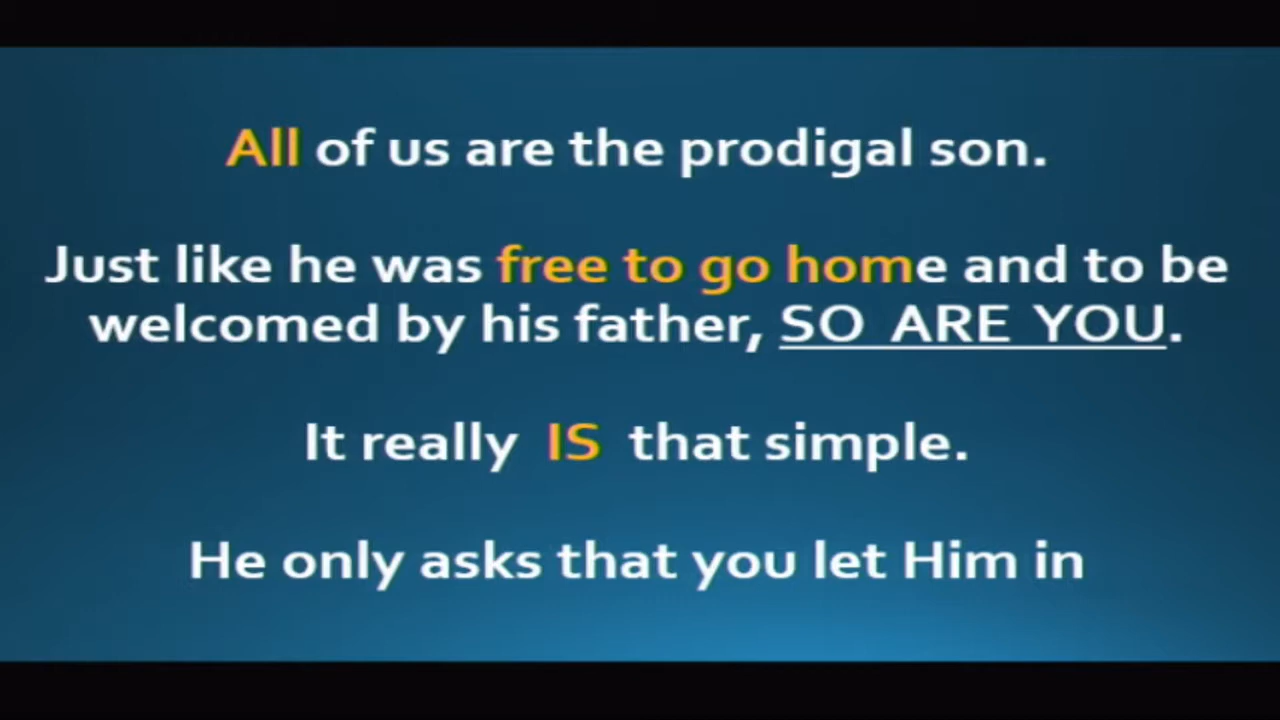 All of us are the prodigal son.
Just like he was free to go home and to be
welcomed by his father, SO ARE YOU.
It really IS that simple.
He only asks that you let Him in